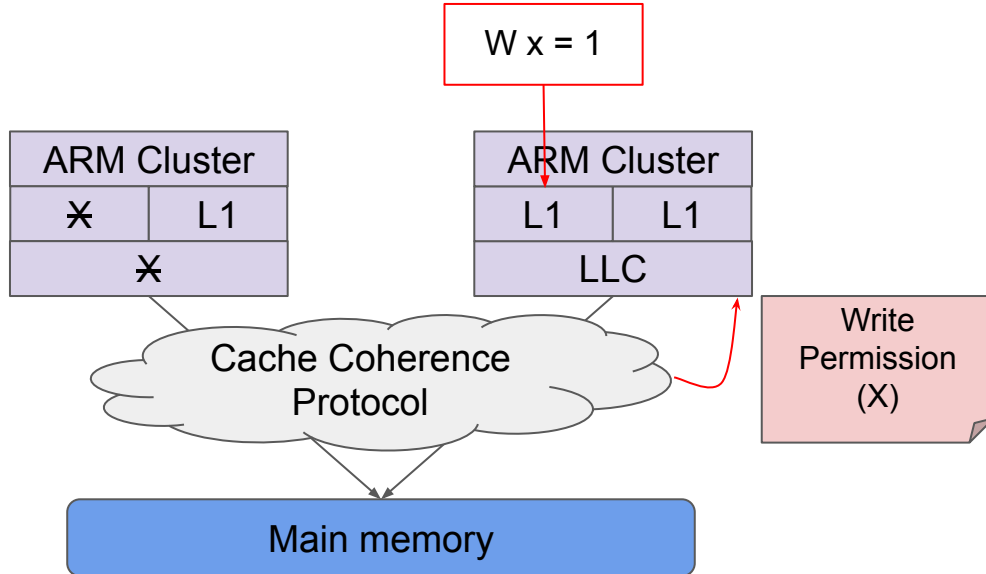 W x = 1
ARM Cluster
X L1
X
ARM Cluster
L1 L1
LLC
Write
Permission
(X)
Cache Coherence
Protocol
Main memory